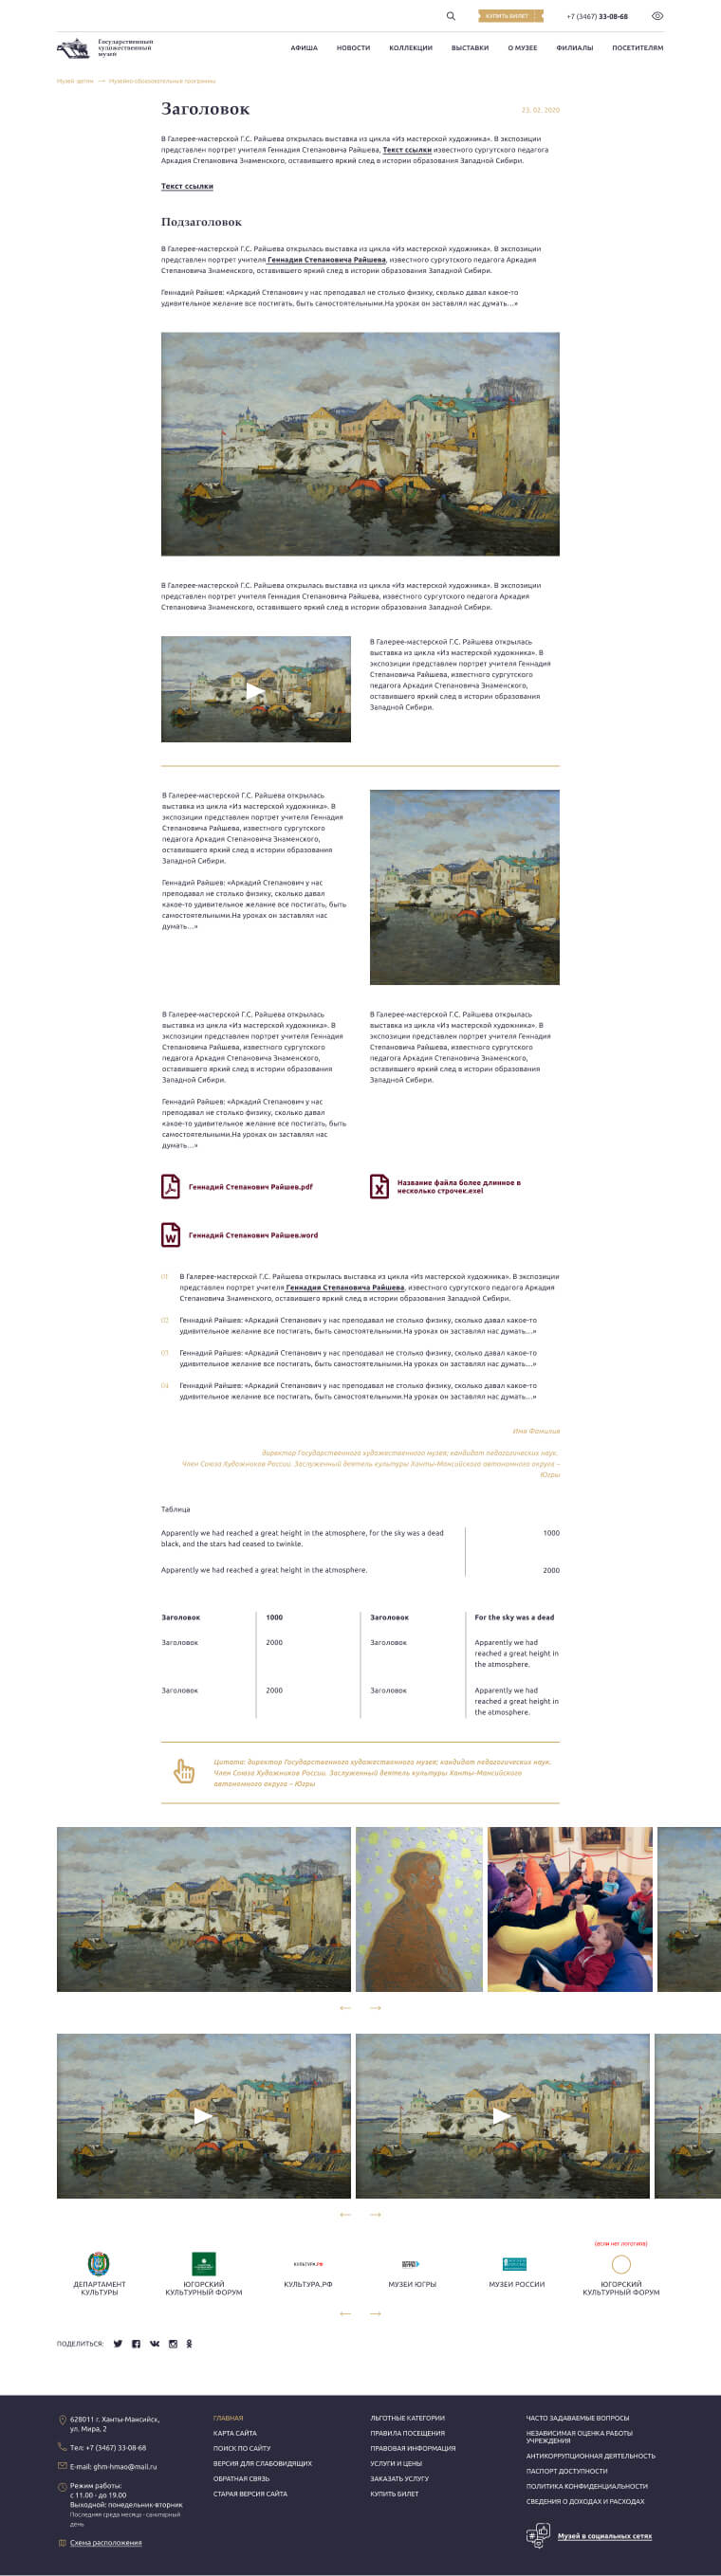 КУПИТЬ БИЛЕТ
+7 (3467) 33-08-68
Государственный
художественный
музей
АФИША НОВОСТИ КОЛЛЕКЦИИ ВЫСТАВКИ О МУЗЕЕ ФИЛИАЛЫ ПОСЕТИТЕЛЯМ
Музей детям → Музейно-образовательные программы
Заголовок
23. 02. 2020
В Галерее-мастерской Г.С. Райшева открылась выставка из цикла «Из мастерской художника». В экспозиции
представлен портрет учителя Геннадия Степановича Райшева, Текст ссылки известного сургутского педагога
Аркадия Степановича Знаменского, оставившего яркий след в истории образования Западной Сибири.
Текст ссылки
Подзаголовок
В Галерее-мастерской Г.С. Райшева открылась выставка из цикла «Из мастерской художника». В экспозиции
представлен портрет учителя Геннадия Степановича Райшева, известного сургутского педагога Аркадия
Степановича Знаменского, оставившего яркий след в истории образования Западной Сибири.
Геннадий Райшев: «Аркадий Степанович у нас преподавал не столько физику, сколько давал какое-то
удивительное желание все постигать, быть самостоятельными.На уроках он заставлял нас думать…»
В Галерее-мастерской Г.С. Райшева открылась выставка из цикла «Из мастерской художника». В экспозиции
представлен портрет учителя Геннадия Степановича Райшева, известного сургутского педагога Аркадия
Степановича Знаменского, оставившего яркий след в истории образования Западной Сибири.
В Галерее-мастерской Г.С. Райшева открылась
выставка из цикла «Из мастерской художника». В
экспозиции представлен портрет учителя Геннадия
Степановича Райшева, известного сургутского
педагога Аркадия Степановича Знаменского,
оставившего яркий след в истории образования
Западной Сибири.
В Галерее-мастерской Г.С. Райшева открылась
выставка из цикла «Из мастерской художника». В
экспозиции представлен портрет учителя Геннадия
Степановича Райшева, известного сургутского
педагога Аркадия Степановича Знаменского,
оставившего яркий след в истории образования
Западной Сибири.
Геннадий Райшев: «Аркадий Степанович у нас
преподавал не столько физику, сколько давал
какое-то удивительное желание все постигать, быть
самостоятельными.На уроках он заставлял нас
думать…»
В Галерее-мастерской Г.С. Райшева открылась
выставка из цикла «Из мастерской художника». В
экспозиции представлен портрет учителя Геннадия
Степановича Райшева, известного сургутского
педагога Аркадия Степановича Знаменского,
оставившего яркий след в истории образования
Западной Сибири.
Геннадий Райшев: «Аркадий Степанович у нас
преподавал не столько физику, сколько давал
какое-то удивительное желание все постигать, быть
самостоятельными.На уроках он заставлял нас
думать…»
В Галерее-мастерской Г.С. Райшева открылась
выставка из цикла «Из мастерской художника». В
экспозиции представлен портрет учителя Геннадия
Степановича Райшева, известного сургутского
педагога Аркадия Степановича Знаменского,
оставившего яркий след в истории образования
Западной Сибири.
Геннадий Степанович Райшев.pdf
X
Название файла более длинное в
несколько строчек.exel
W
Геннадий Степанович Райшев.word
01 В Галерее-мастерской Г.С. Райшева открылась выставка из цикла «Из мастерской художника». В экспозиции
представлен портрет учителя Геннадия Степановича Райшева, известного сургутского педагога Аркадия
Степановича Знаменского, оставившего яркий след в истории образования Западной Сибири.
02 Геннадий Райшев: «Аркадий Степанович у нас преподавал не столько физику, сколько давал какое-то
удивительное желание все постигать, быть самостоятельными.На уроках он заставлял нас думать…»
03 Геннадий Райшев: «Аркадий Степанович у нас преподавал не столько физику, сколько давал какое-то
удивительное желание все постигать, быть самостоятельными.На уроках он заставлял нас думать…»
04 Геннадий Райшев: «Аркадий Степанович у нас преподавал не столько физику, сколько давал какое-то
удивительное желание все постигать, быть самостоятельными.На уроках он заставлял нас думать…»
Имя Фамилия
директор Государственного художественного музея; кандидат педагогических наук.
Член Союза Художников России. Заслуженный деятель культуры Ханты-Мансийского автономного округа –
Югры
Таблица
Apparently we had reached a great height in the atmosphere, for the sky was a dead 1000
black, and the stars had ceased to twinkle.
Apparently we had reached a great height in the atmosphere. 2000
Заголовок 1000 Заголовок For the sky was a dead
Заголовок 2000 Заголовок Apparently we had
reached a great height in
the atmosphere.
Заголовок 2000 Заголовок Apparently we had
reached a great height in
the atmosphere.
Цитата: директор Государственного художественного музея; кандидат педагогических наук.
Член Союза Художников России. Заслуженный деятель культуры Ханты-Мансийского
автономного округа – Югры
ДЕПАРТАМЕНТ
КУЛЬТУРЫ
ЮГОРСКИЙ
КУЛЬТУРНЫЙ ФОРУМ
КУЛЬТУРА.РФ
КУЛЬТУРА.РФ
МУЗЕИ ЮГРЫ
МУЗЕИ РОССИИ
(если нет логотипа)
ЮГОРСКИЙ
КУЛЬТУРНЫЙ ФОРУМ
ПОДЕЛИТЬСЯ:
628011 г. Ханты-Мансийск,
ул. Мира, 2
Тел: +7 (3467) 33-08-68
E-mail: ghm-hmao@mail.ru
Режим работы:
с 11.00 - до 19.00
Выходной: понедельник-вторник
Последняя среда месяца - санитарный
день
Схема расположения
ГЛАВНАЯ
КАРТА САЙТА
ПОИСК ПО САЙТУ
ВЕРСИЯ ДЛЯ СЛАБОВИДЯЩИХ
ОБРАТНАЯ СВЯЗЬ
СТАРАЯ ВЕРСИЯ САЙТА
ЛЬГОТНЫЕ КАТЕГОРИИ
ПРАВИЛА ПОСЕЩЕНИЯ
ПРАВОВАЯ ИНФОРМАЦИЯ
УСЛУГИ И ЦЕНЫ
ЗАКАЗАТЬ УСЛУГУ
КУПИТЬ БИЛЕТ
ЧАСТО ЗАДАВАЕМЫЕ ВОПРОСЫ
НЕЗАВИСИМАЯ ОЦЕНКА РАБОТЫ
УЧРЕЖДЕНИЯ
АНТИКОРРУПЦИОННАЯ ДЕЯТЕЛЬНОСТЬ
ПАСПОРТ ДОСТУПНОСТИ
ПОЛИТИКА КОНФИДЕНЦИАЛЬНОСТИ
СВЕДЕНИЯ О ДОХОДАХ И РАСХОДАХ
Музей в социальных сетях